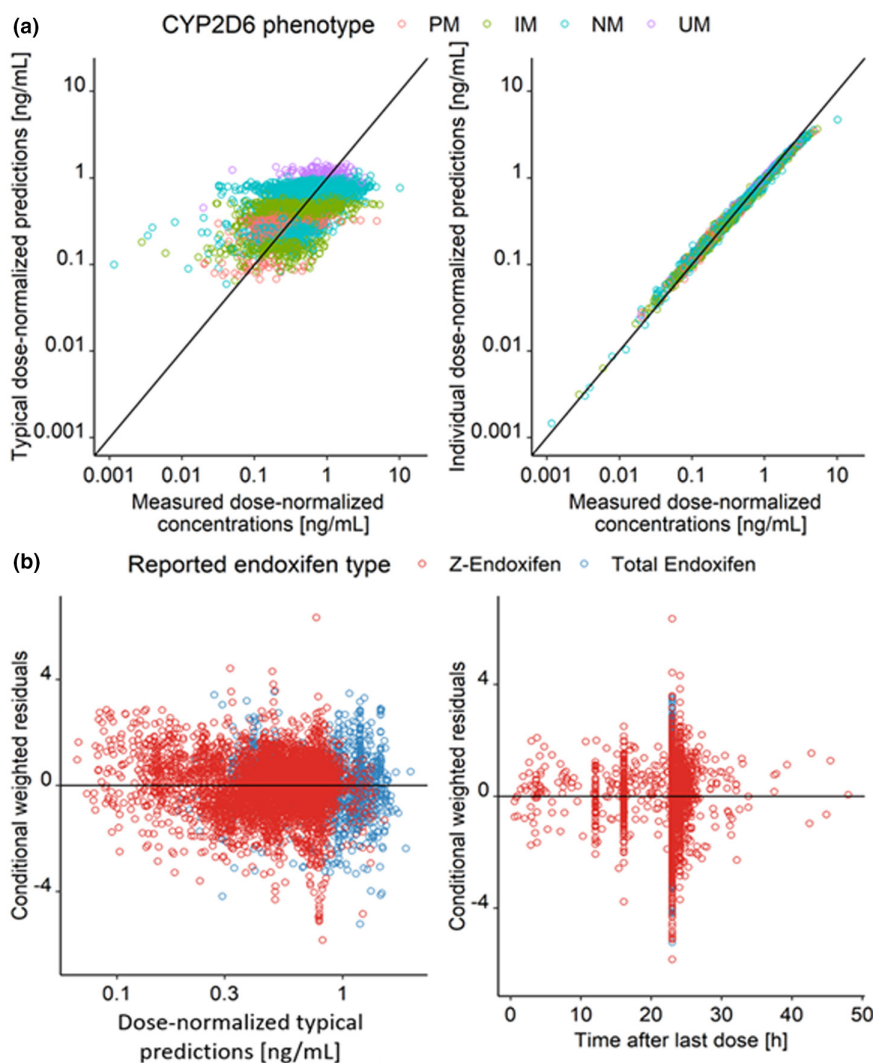 (a)
CYP2D6 phenotype PM IM NM UM
Typical dose-normalized predictions [ng/mL]
10
1
0.1
0.01
0.001
0.001 0.01 0.1 1 10
Measured dose-normalized
concentrations [ng/mL]
Individual dose-normalized predictions [ng/mL]
10
1
0.1
0.01
0.001
0.001 0.01 0.1 1 10
Measured dose-normalized
concentrations [ng/mL]
(b)
Reported endoxifen type Z-Endoxifen Total Endoxifen
Conditional weighted residuals
4
0
-4
0.1 0.3 1
Dose-normalized typical
predictions [ng/mL]
Conditional weighted residuals
4
0
-4
0 10 20 30 40 50
Time after last dose [h]